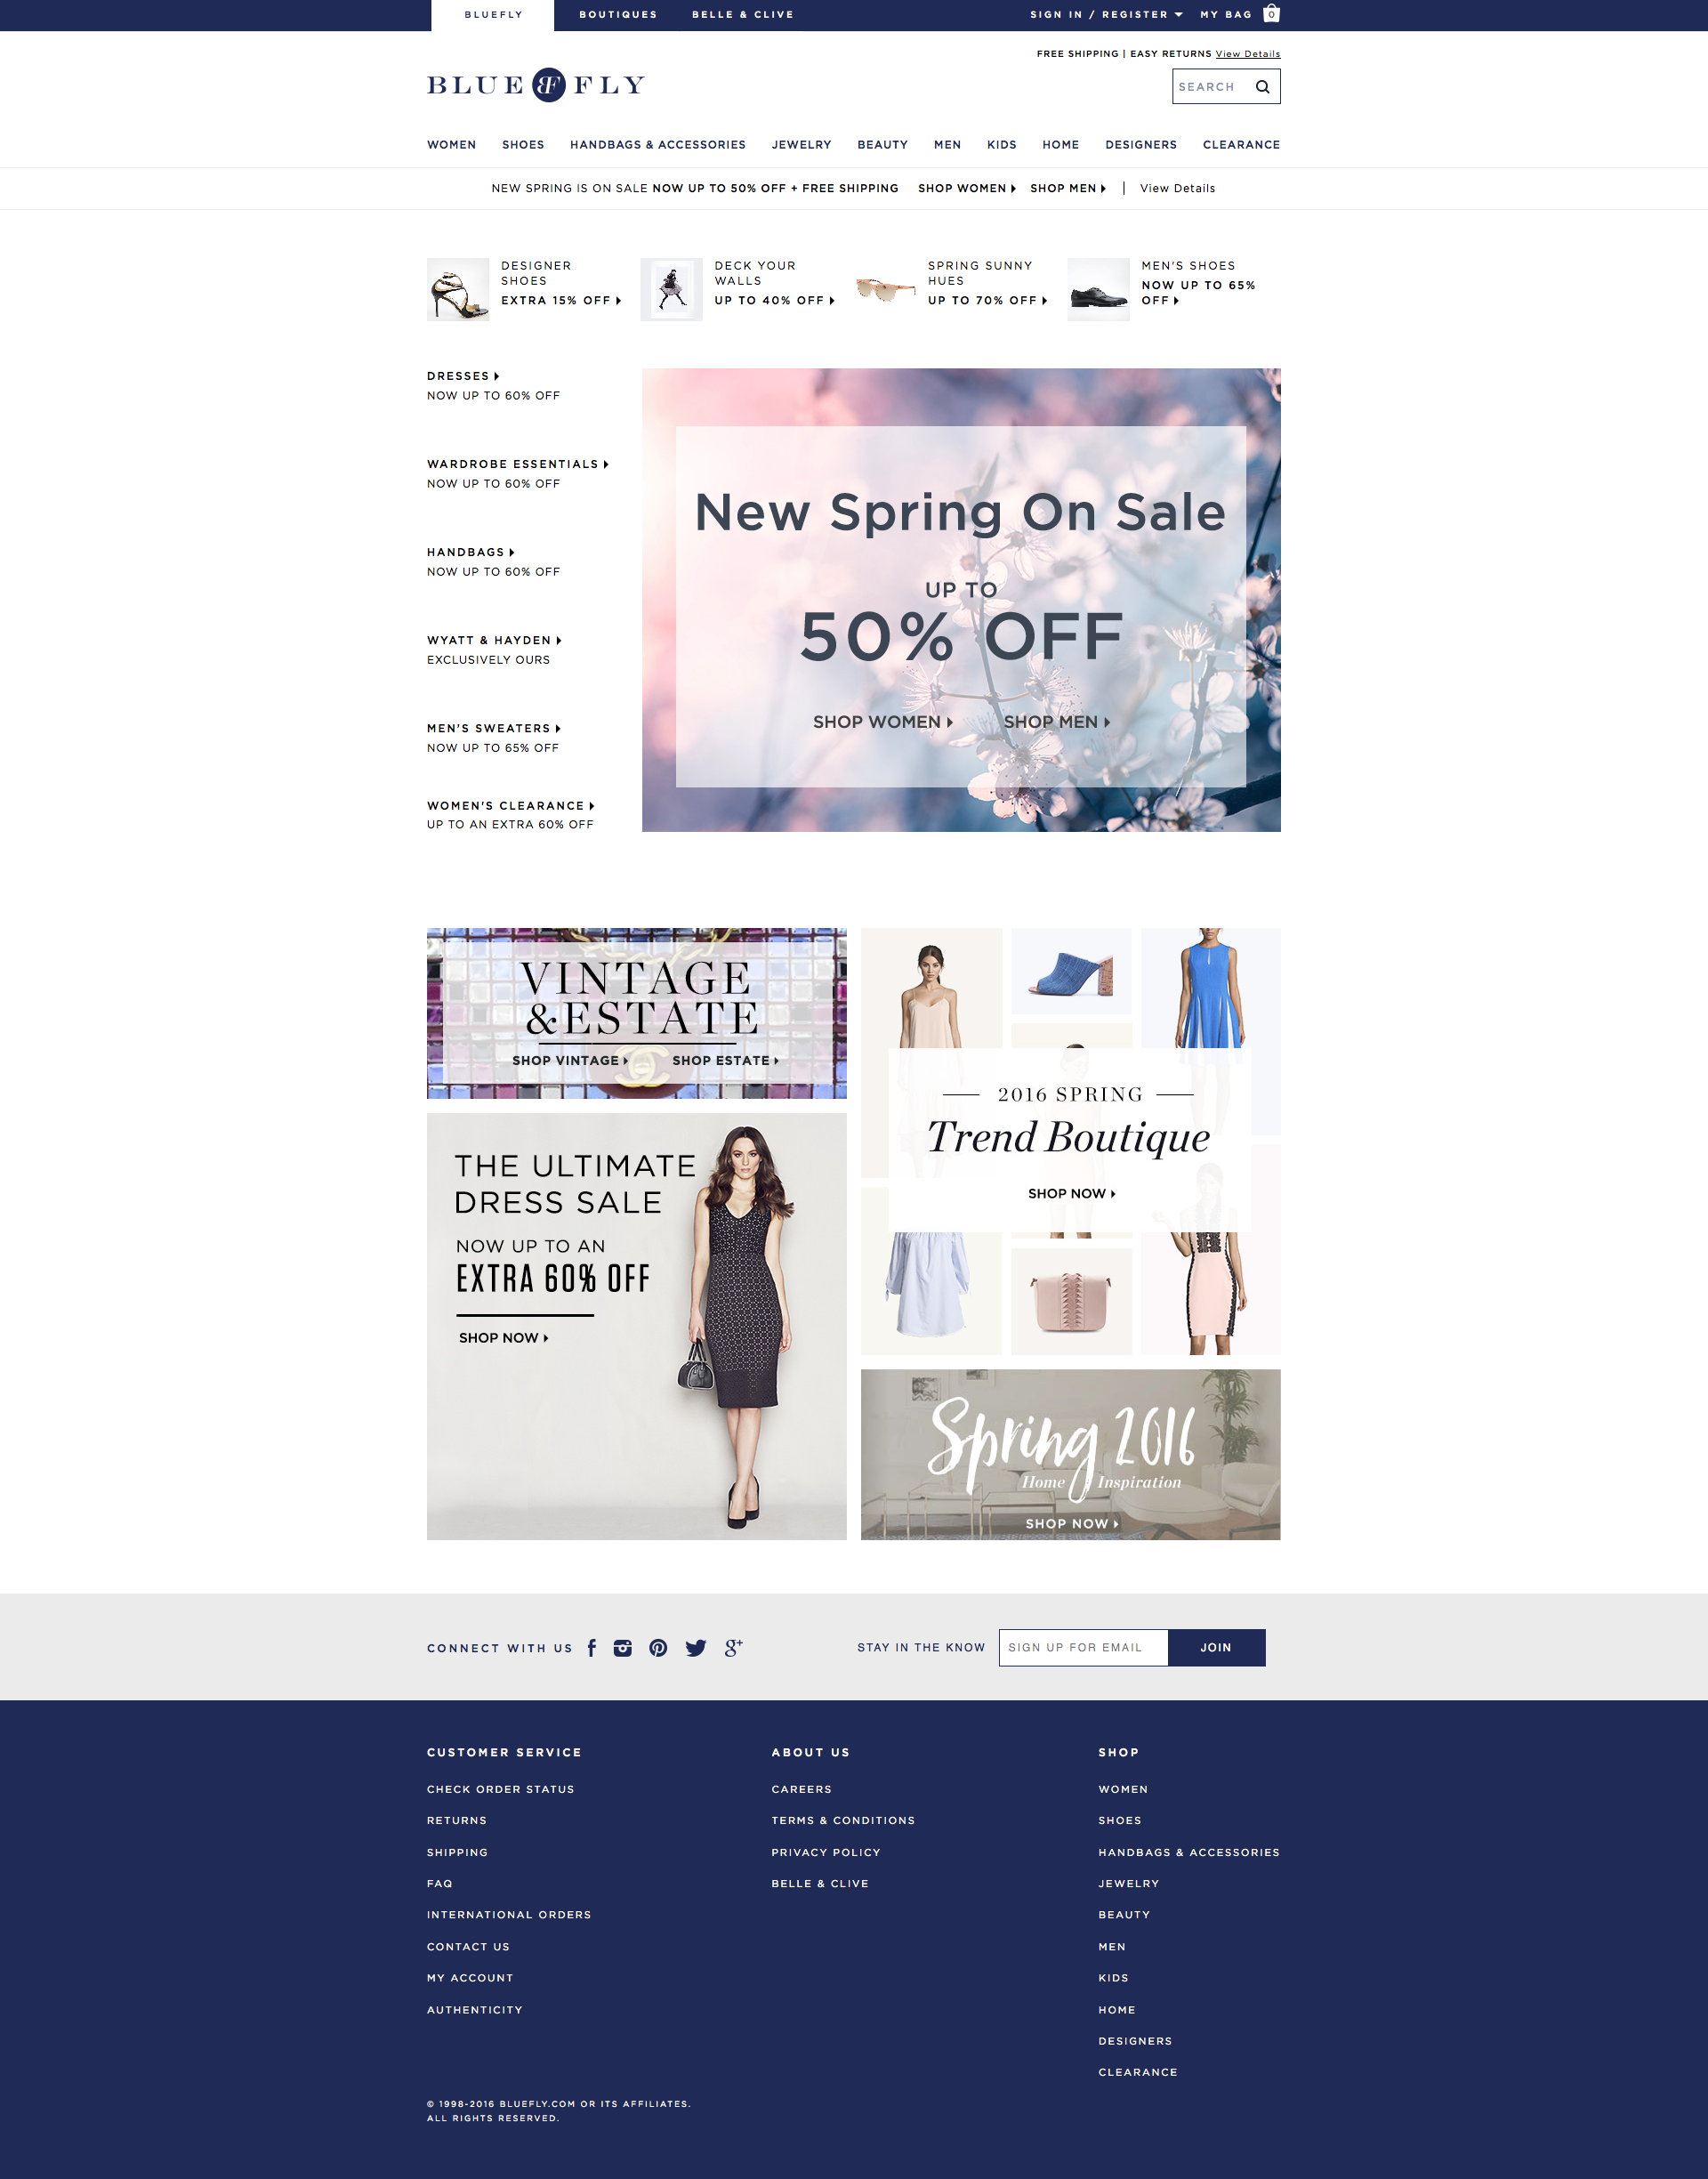 BLUEFLY
BOUTIQUES
BELLE & CLIVE
SIGN IN / REGISTER
MY BAG
0
FREE SHIPPING | EASY RETURNS View Details
BLUE BF FLY
SEARCH
WOMEN
SHOES
HANDBAGS & ACCESSORIES
JEWELRY
BEAUTY
MEN
KIDS
HOME
DESIGNERS
CLEARANCE
NEW SPRING IS ON SALE NOW UP TO 50% OFF + FREE SHIPPING SHOP WOMEN SHOP MEN | View Details
DESIGNER
SHOES
EXTRA 15% OFF
DECK YOUR
WALLS
UP TO 40% OFF
SPRING SUNNY
HUES
UP TO 70% OFF
MEN'S SHOES
NOW UP TO 65%
OFF
DRESSES
NOW UP TO 60% OFF
WARDROBE ESSENTIALS
NOW UP TO 60% OFF
HANDBAGS
NOW UP TO 60% OFF
WYATT & HAYDEN
EXCLUSIVELY OURS
MEN'S SWEATERS
NOW UP TO 65% OFF
WOMEN'S CLEARANCE
UP TO AN EXTRA 60% OFF
New Spring On Sale
UP TO
50% OFF
SHOP WOMEN
SHOP MEN
VINTAGE
&ESTATE
SHOP VINTAGE
SHOP ESTATE
THE ULTIMATE
DRESS SALE
NOW UP TO AN
EXTRA 60% OFF
SHOP NOW
2016 SPRING
Trend Boutique
SHOP NOW
Spring 2016
Home Inspiration
SHOP NOW
CONNECT WITH US
STAY IN THE KNOW
SIGN UP FOR EMAIL
JOIN
CUSTOMER SERVICE
CHECK ORDER STATUS
RETURNS
SHIPPING
FAQ
INTERNATIONAL ORDERS
CONTACT US
MY ACCOUNT
AUTHENTICITY
ABOUT US
CAREERS
TERMS & CONDITIONS
PRIVACY POLICY
BELLE & CLIVE
SHOP
WOMEN
SHOES
HANDBAGS & ACCESSORIES
JEWELRY
BEAUTY
MEN
KIDS
HOME
DESIGNERS
CLEARANCE
© 1998-2016 BLUEFLY.COM OR ITS AFFILIATES.
ALL RIGHTS RESERVED.